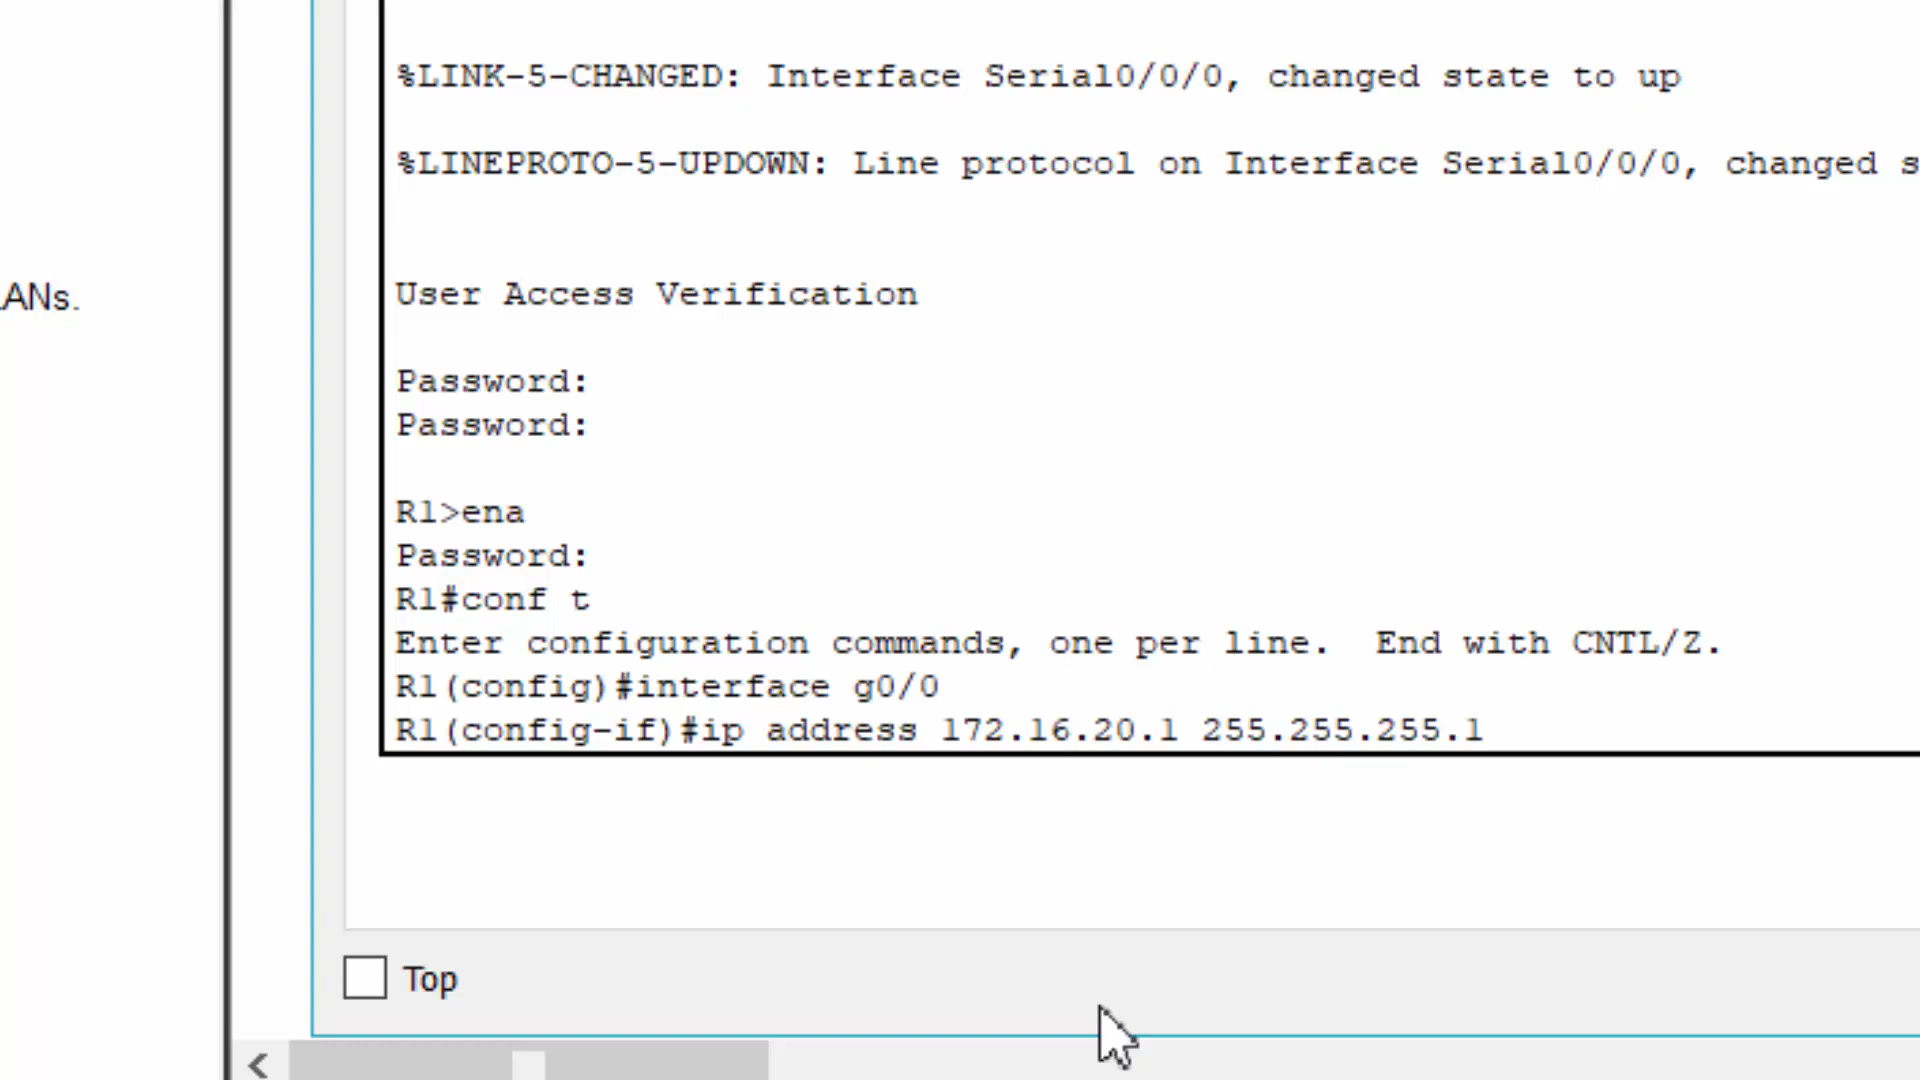 %LINK-5-CHANGED: Interface Serial0/0/0, changed state to up
%LINEPROTO-5-UPDOWN: Line protocol on Interface Serial0/0/0, changed s
ANs.
User Access Verification
Password:
Password:
R1>ena
Password:
R1#conf t
Enter configuration commands, one per line.  End with CNTL/Z.
R1(config)#interface g0/0
R1(config-if)#ip address 172.16.20.1 255.255.255.1
Top